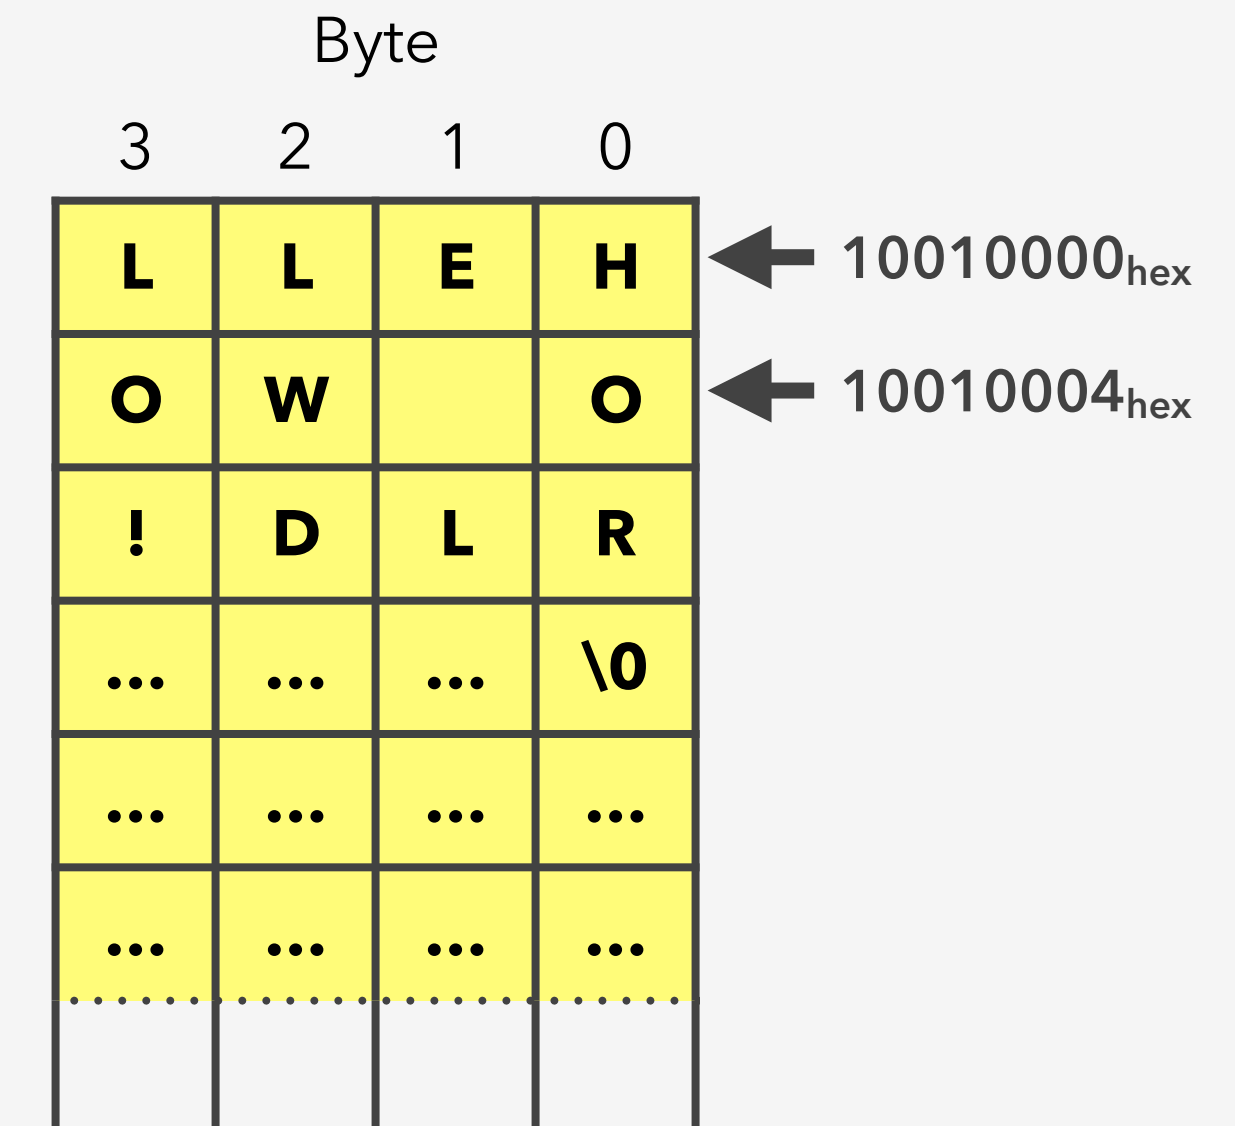 Byte
3 2 1 0
L L E H 10010000hex
O W O 10010004hex
! D L R
... ... ... \0
... ... ... ...
... ... ... ...